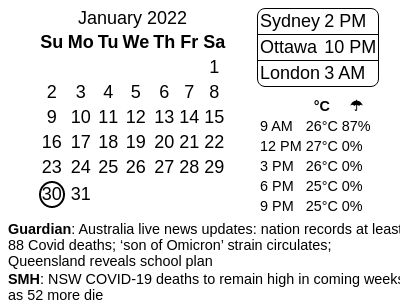 January 2022
Su Mo Tu We Th Fr Sa
1
2 3 4 5 6 7 8
9 10 11 12 13 14 15
16 17 18 19 20 21 22
23 24 25 26 27 28 29
30 31
Sydney 2 PM
Ottawa 10 PM
London 3 AM
°C ☂
9 AM 26°C 87%
12 PM 27°C 0%
3 PM 26°C 0%
6 PM 25°C 0%
9 PM 25°C 0%
Guardian: Australia live news updates: nation records at least
88 Covid deaths; ‘son of Omicron’ strain circulates;
Queensland reveals school plan
SMH: NSW COVID-19 deaths to remain high in coming weeks
as 52 more die